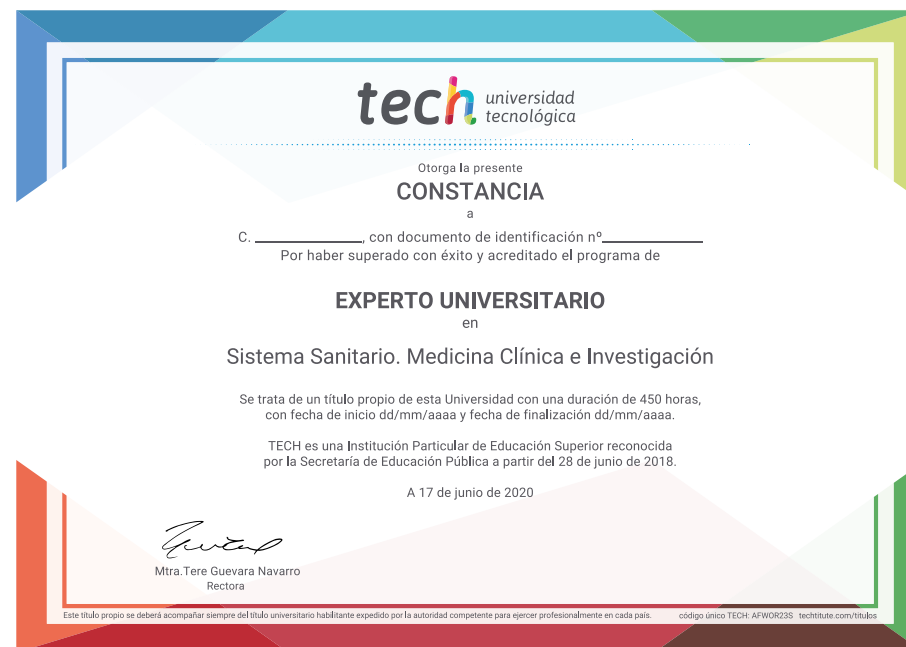 tech universidad
tecnológica
Otorga la presente
CONSTANCIA
a
C. ____________, con documento de identificación nº____________
Por haber superado con éxito y acreditado el programa de
EXPERTO UNIVERSITARIO
en
Sistema Sanitario. Medicina Clínica e Investigación
Se trata de un título propio de esta Universidad con una duración de 450 horas,
con fecha de inicio dd/mm/aaaa y fecha de finalización dd/mm/aaaa.
TECH es una Institución Particular de Educación Superior reconocida
por la Secretaría de Educación Pública a partir del 28 de junio de 2018.
A 17 de junio de 2020
Mtra.Tere Guevara Navarro
Rectora
Este título propio se deberá acompañar siempre del título universitario habilitante expedido por la autoridad competente para ejercer profesionalmente en cada país. código único TECH: AFWOR23S techtitute.com/titulos